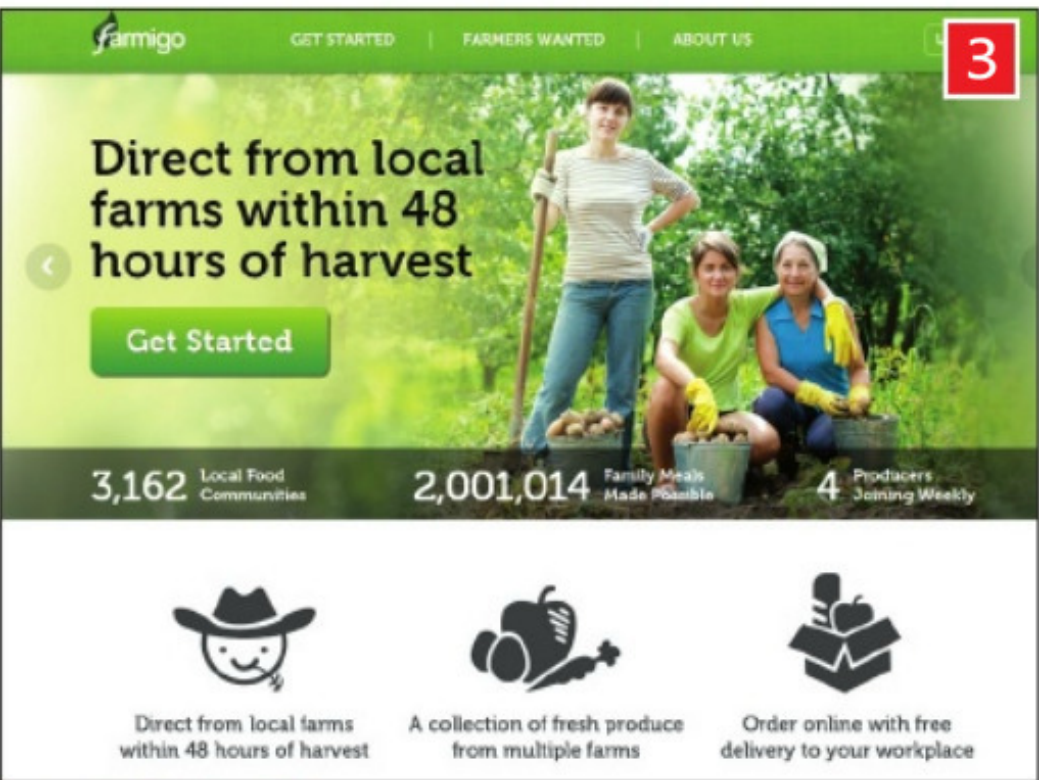 farmigo
GET STARTED | FARMERS WANTED | ABOUT US
3
Direct from local
farms within 48
hours of harvest
Get Started
3,162 Local Food
Communities
2,001,014 Family Meals
Made Possible
4 Producers
Joining Weekly
Direct from local farms
within 48 hours of harvest
A collection of fresh produce
from multiple farms
Order online with free
delivery to your workplace